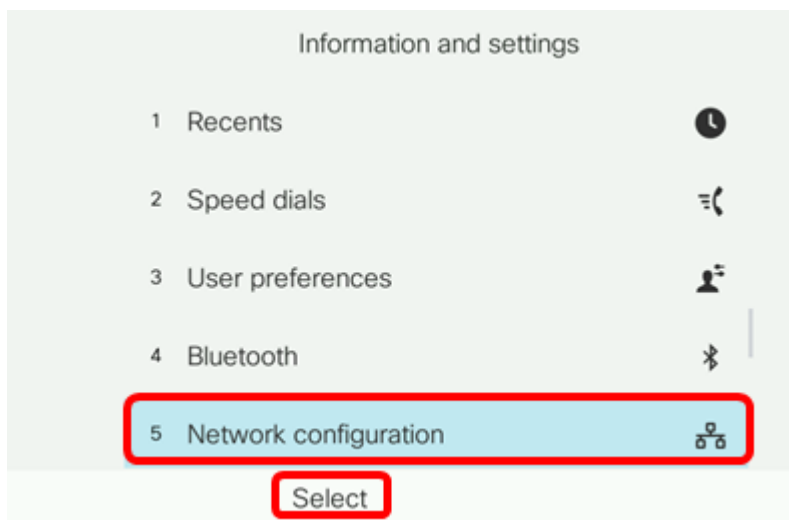 Information and settings
1 Recents
2 Speed dials
3 User preferences
4 Bluetooth
5 Network configuration
Select